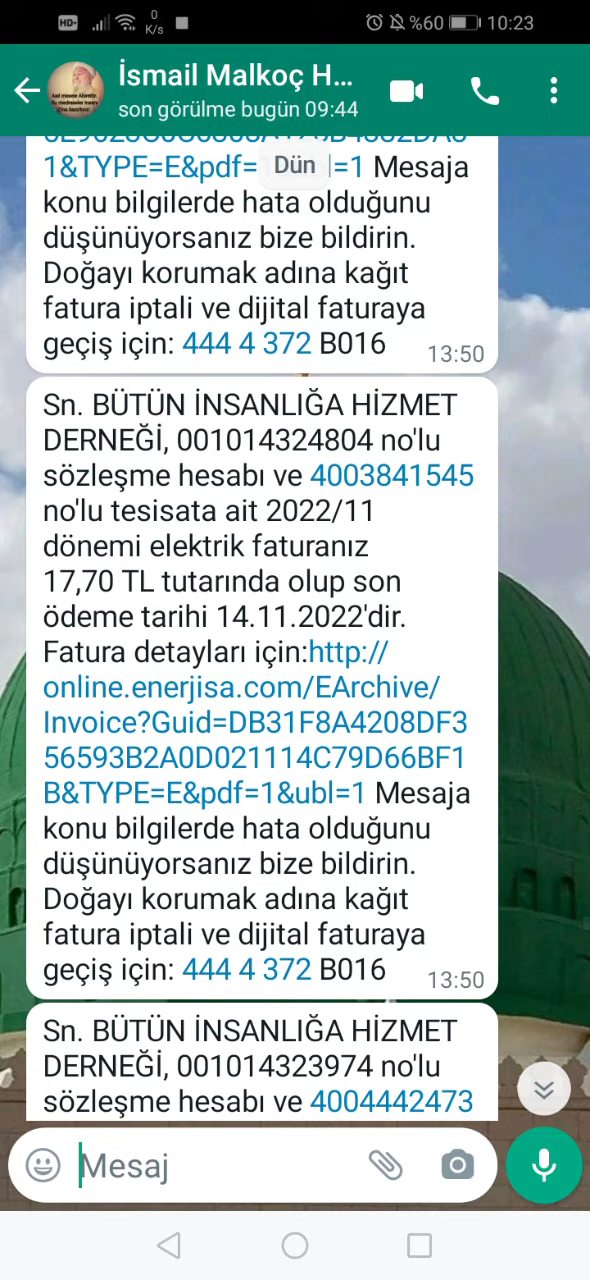 HD
0
K/s
%60
10:23
İsmail Malkoç H...
son görülme bugün 09:44
Dün
1&TYPE=E&pdf= l=1 Mesaja
konu bilgilerde hata olduğunu
düşünüyorsanız bize bildirin.
Doğayı korumak adına kağıt
fatura iptali ve dijital faturaya
geçiş için: 444 4 372 B016
13:50
Sn. BÜTÜN İNSANLIĞA HİZMET
DERNEĞİ, 001014324804 no'lu
sözleşme hesabı ve 4003841545
no'lu tesisata ait 2022/11
dönemi elektrik faturanız
17,70 TL tutarında olup son
ödeme tarihi 14.11.2022'dir.
Fatura detayları için:http://
online.enerjisa.com/EArchive/
Invoice?Guid=DB31F8A4208DF3
56593B2A0D021114C79D66BF1
B&TYPE=E&pdf=1&ubl=1 Mesaja
konu bilgilerde hata olduğunu
düşünüyorsanız bize bildirin.
Doğayı korumak adına kağıt
fatura iptali ve dijital faturaya
geçiş için: 444 4 372 B016
13:50
Sn. BÜTÜN İNSANLIĞA HİZMET
DERNEĞİ, 001014323974 no'lu
sözleşme hesabı ve 4004442473
Mesaj